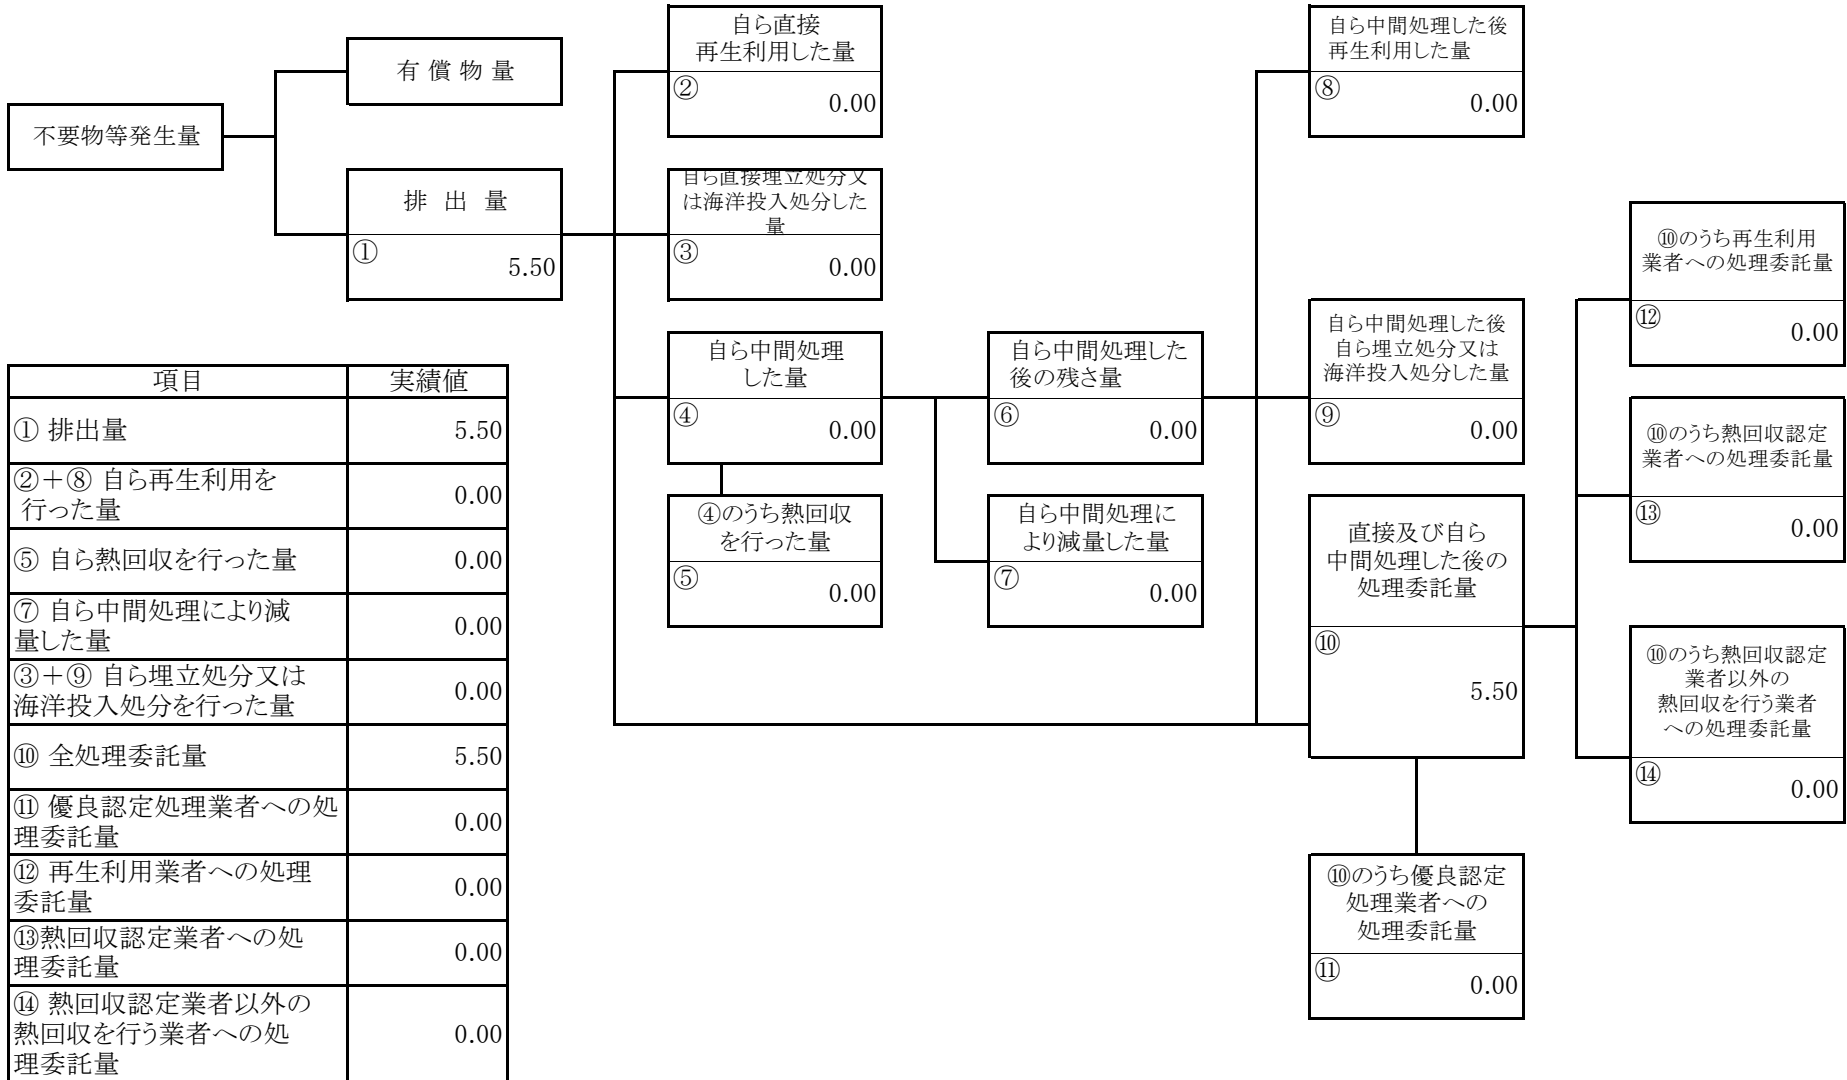 不要物等発生量
有 償 物 量
排 出 量
①
5.50
自ら直接
再生利用した量
②
0.00
自ら直接埋立処分又
は海洋投入処分した
量
③
0.00
自ら中間処理
した量
④
0.00
④のうち熱回収
を行った量
⑤
0.00
自ら中間処理した
後の残さ量
⑥
0.00
自ら中間処理に
より減量した量
⑦
0.00
自ら中間処理した後
再生利用した量
⑧
0.00
自ら中間処理した後
自ら埋立処分又は
海洋投入処分した量
⑨
0.00
直接及び自ら
中間処理した後の
処理委託量
⑩
5.50
⑩のうち優良認定
処理業者への
処理委託量
⑪
0.00
⑩のうち再生利用
業者への処理委託量
⑫
0.00
⑩のうち熱回収認定
業者への処理委託量
⑬
0.00
⑩のうち熱回収認定
業者以外の
熱回収を行う業者
への処理委託量
⑭
0.00
項目 実績値
① 排出量 5.50
②＋⑧ 自ら再生利用を
行った量
0.00
⑤ 自ら熱回収を行った量 0.00
⑦ 自ら中間処理により減
量した量
0.00
③＋⑨ 自ら埋立処分又は
海洋投入処分を行った量
0.00
⑩ 全処理委託量 5.50
⑪ 優良認定処理業者への処
理委託量
0.00
⑫ 再生利用業者への処理
委託量
0.00
⑬熱回収認定業者への処
理委託量
0.00
⑭ 熱回収認定業者以外の
熱回収を行う業者への処
理委託量
0.00